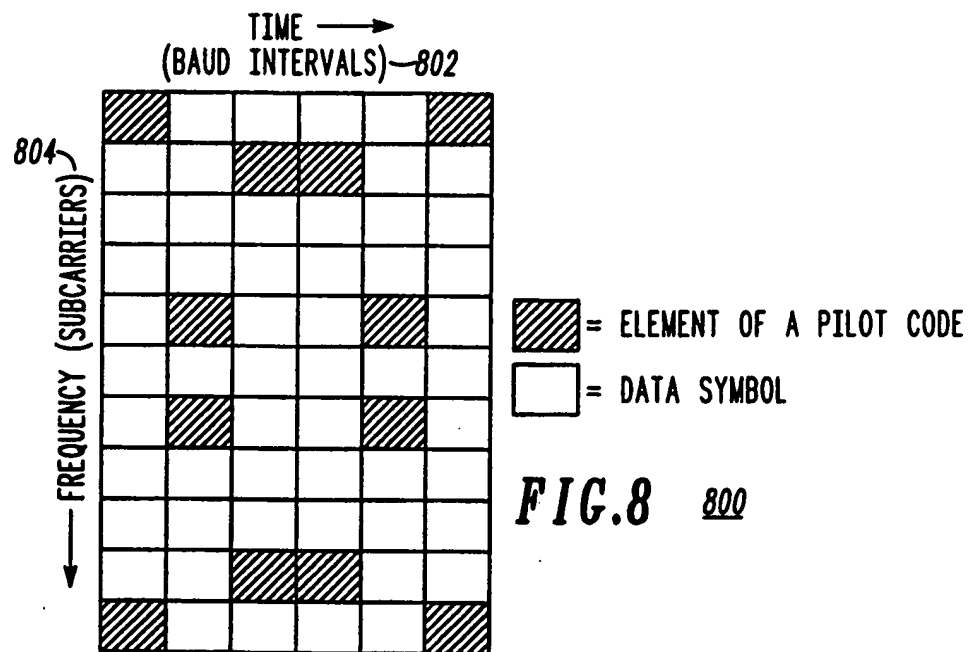 TIME
(BAUD INTERVALS) 802
804
FREQUENCY (SUBCARRIERS)
= ELEMENT OF A PILOT CODE
= DATA SYMBOL
FIG.8 800